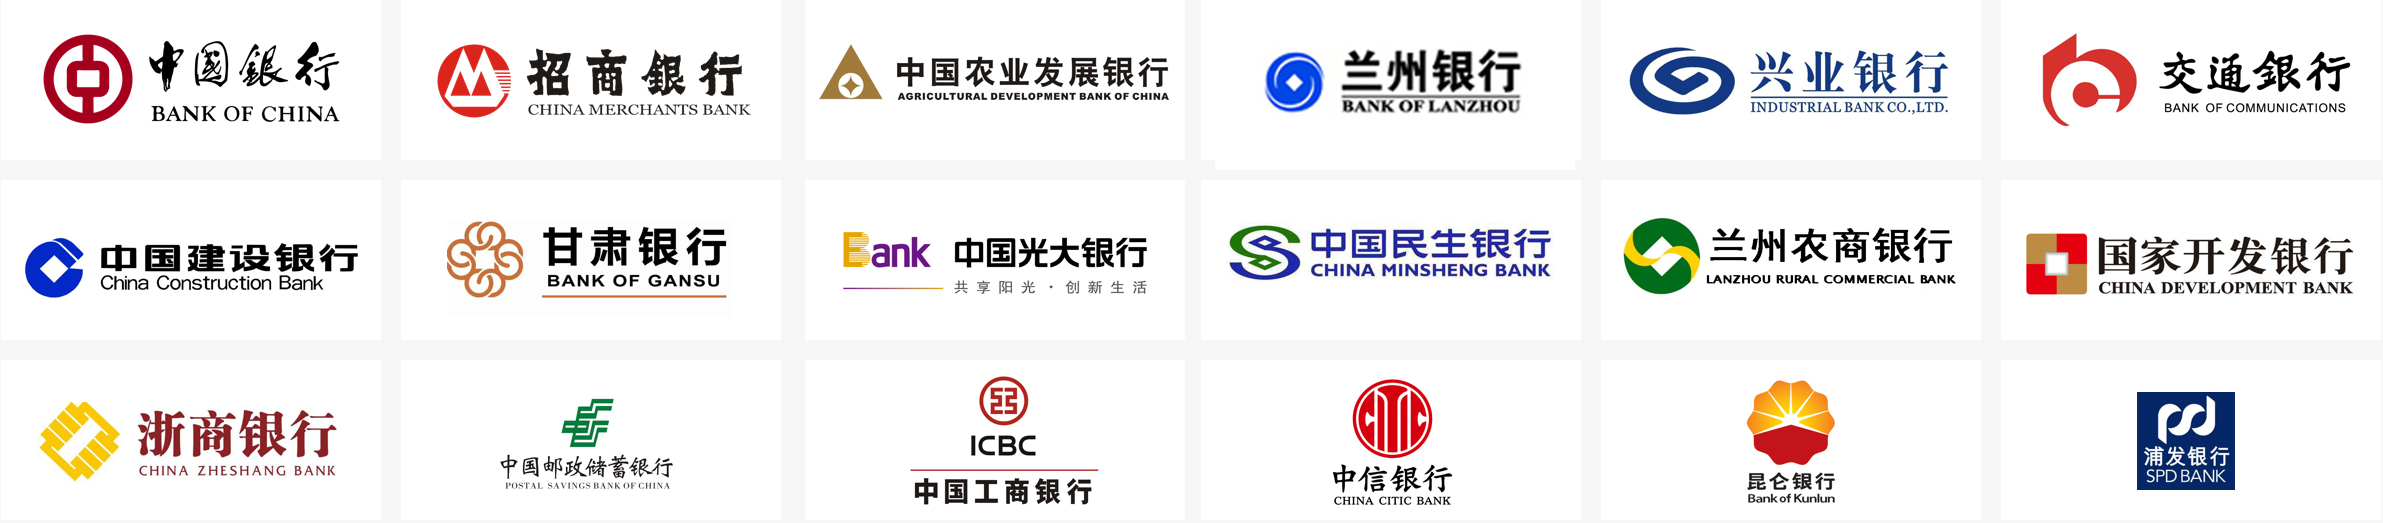 中國銀行
BANK OF CHINA
招商銀行
CHINA MERCHANTS BANK
中国农业发展银行
AGRICULTURAL DEVELOPMENT BANK OF CHINA
兰州银行
BANK OF LANZHOU
兴业银行
INDUSTRIAL BANK CO.,LTD.
交通銀行
BANK OF COMMUNICATIONS
中国建设银行
China Construction Bank
甘肃银行
BANK OF GANSU
Bank 中国光大银行
共享阳光·创新生活
中国民生银行
CHINA MINSHENG BANK
兰州农商银行
LANZHOU RURAL COMMERCIAL BANK
国家开发银行
CHINA DEVELOPMENT BANK
浙商银行
CHINA ZHESHANG BANK
中国邮政储蓄银行
POSTAL SAVINGS BANK OF CHINA
ICBC
中国工商银行
CITIC
中信银行
CHINA CITIC BANK
昆仑银行
Bank of Kunlun
浦发银行
SPD BANK